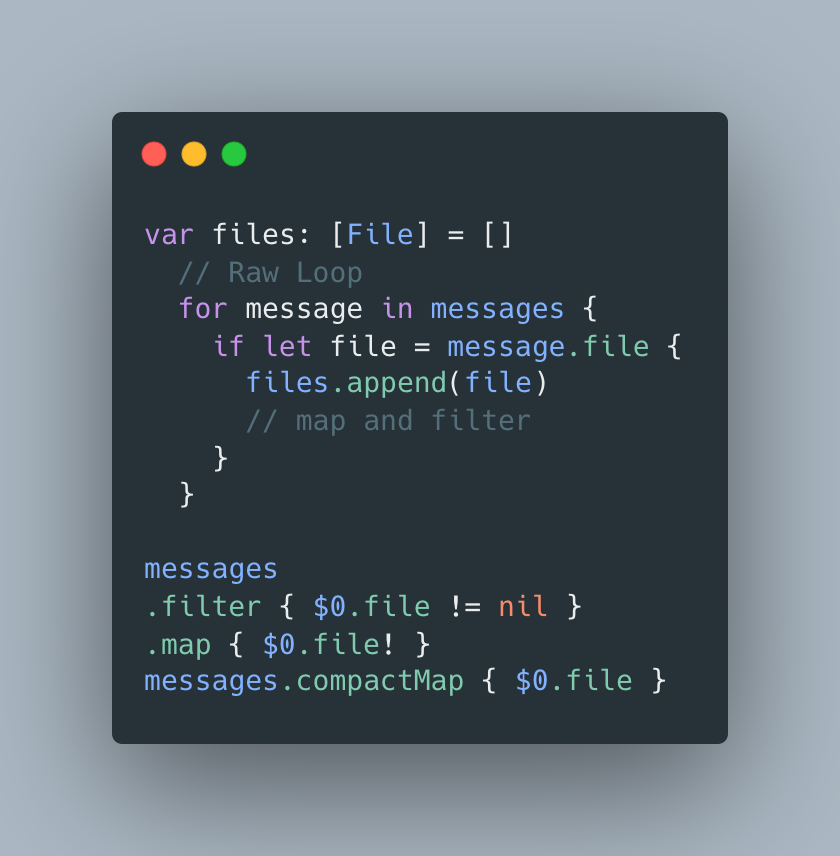 var files: [File] = []
  // Raw Loop
  for message in messages {
    if let file = message.file {
      files.append(file)
      // map and filter
    }
  }

messages
.filter { $0.file != nil }
.map { $0.file! }
messages.compactMap { $0.file }